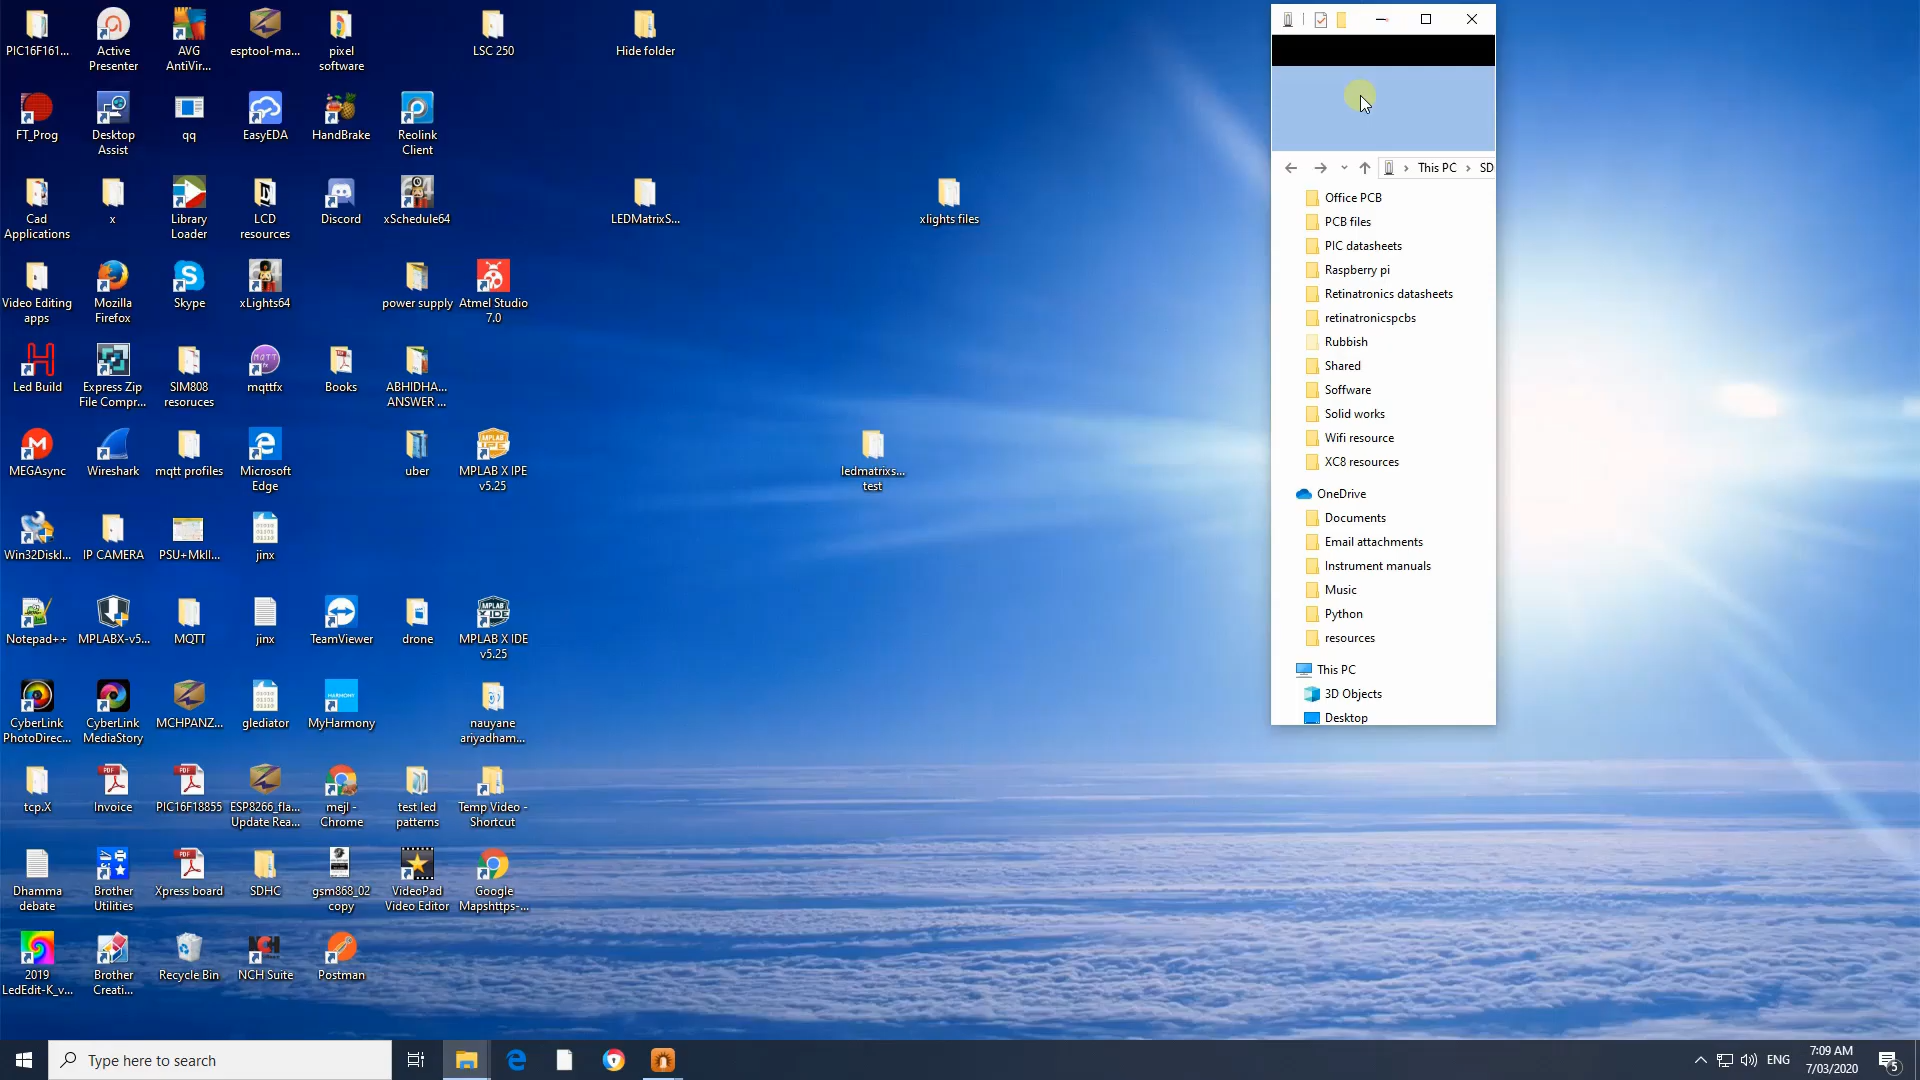 PIC16F161...
Active
Presenter
AVG
AntiVir...
esptool-ma...
pixel
software
LSC 250
Hide folder
FT_Prog
Desktop
Assist
qq
EasyEDA
HandBrake
Reolink
Client
Cad
Applications
x
Library
Loader
LCD
resources
Discord
xSchedule64
LEDMatrixS...
xlights files
Video Editing
apps
Mozilla
Firefox
Skype
xLights64
power supply
Atmel Studio
7.0
Led Build
Express Zip
File Compr...
SIM808
resoruces
mqttfx
Books
ABHIDHA...
ANSWER ...
MEGAsync
Wireshark
mqtt profiles
Microsoft
Edge
uber
MPLAB X IPE
v5.25
ledmatrixs...
test
Win32DiskI...
IP CAMERA
PSU+MkII...
jinx
Notepad++
MPLABX-v5...
MQTT
jinx
TeamViewer
drone
MPLAB X IDE
v5.25
CyberLink
PhotoDirec...
CyberLink
MediaStory
MCHPANZ...
glediator
MyHarmony
nauyane
ariyadham...
tcp.X
Invoice
PIC16F18855
ESP8266_fla...
Update Rea...
mejl -
Chrome
test led
patterns
Temp Video -
Shortcut
Dhamma
debate
Brother
Utilities
Xpress board
SDHC
gsm868_02
copy
VideoPad
Video Editor
Google
Mapshttps-...
2019
LedEdit-K_v...
Brother
Creati...
Recycle Bin
NCH Suite
Postman
This PC
SD
Office PCB
PCB files
PIC datasheets
Raspberry pi
Retinatronics datasheets
retinatronicspcbs
Rubbish
Shared
Soffware
Solid works
Wifi resource
XC8 resources
OneDrive
Documents
Email attachments
Instrument manuals
Music
Python
resources
This PC
3D Objects
Desktop
Type here to search
ENG
7:09 AM
7/03/2020
5